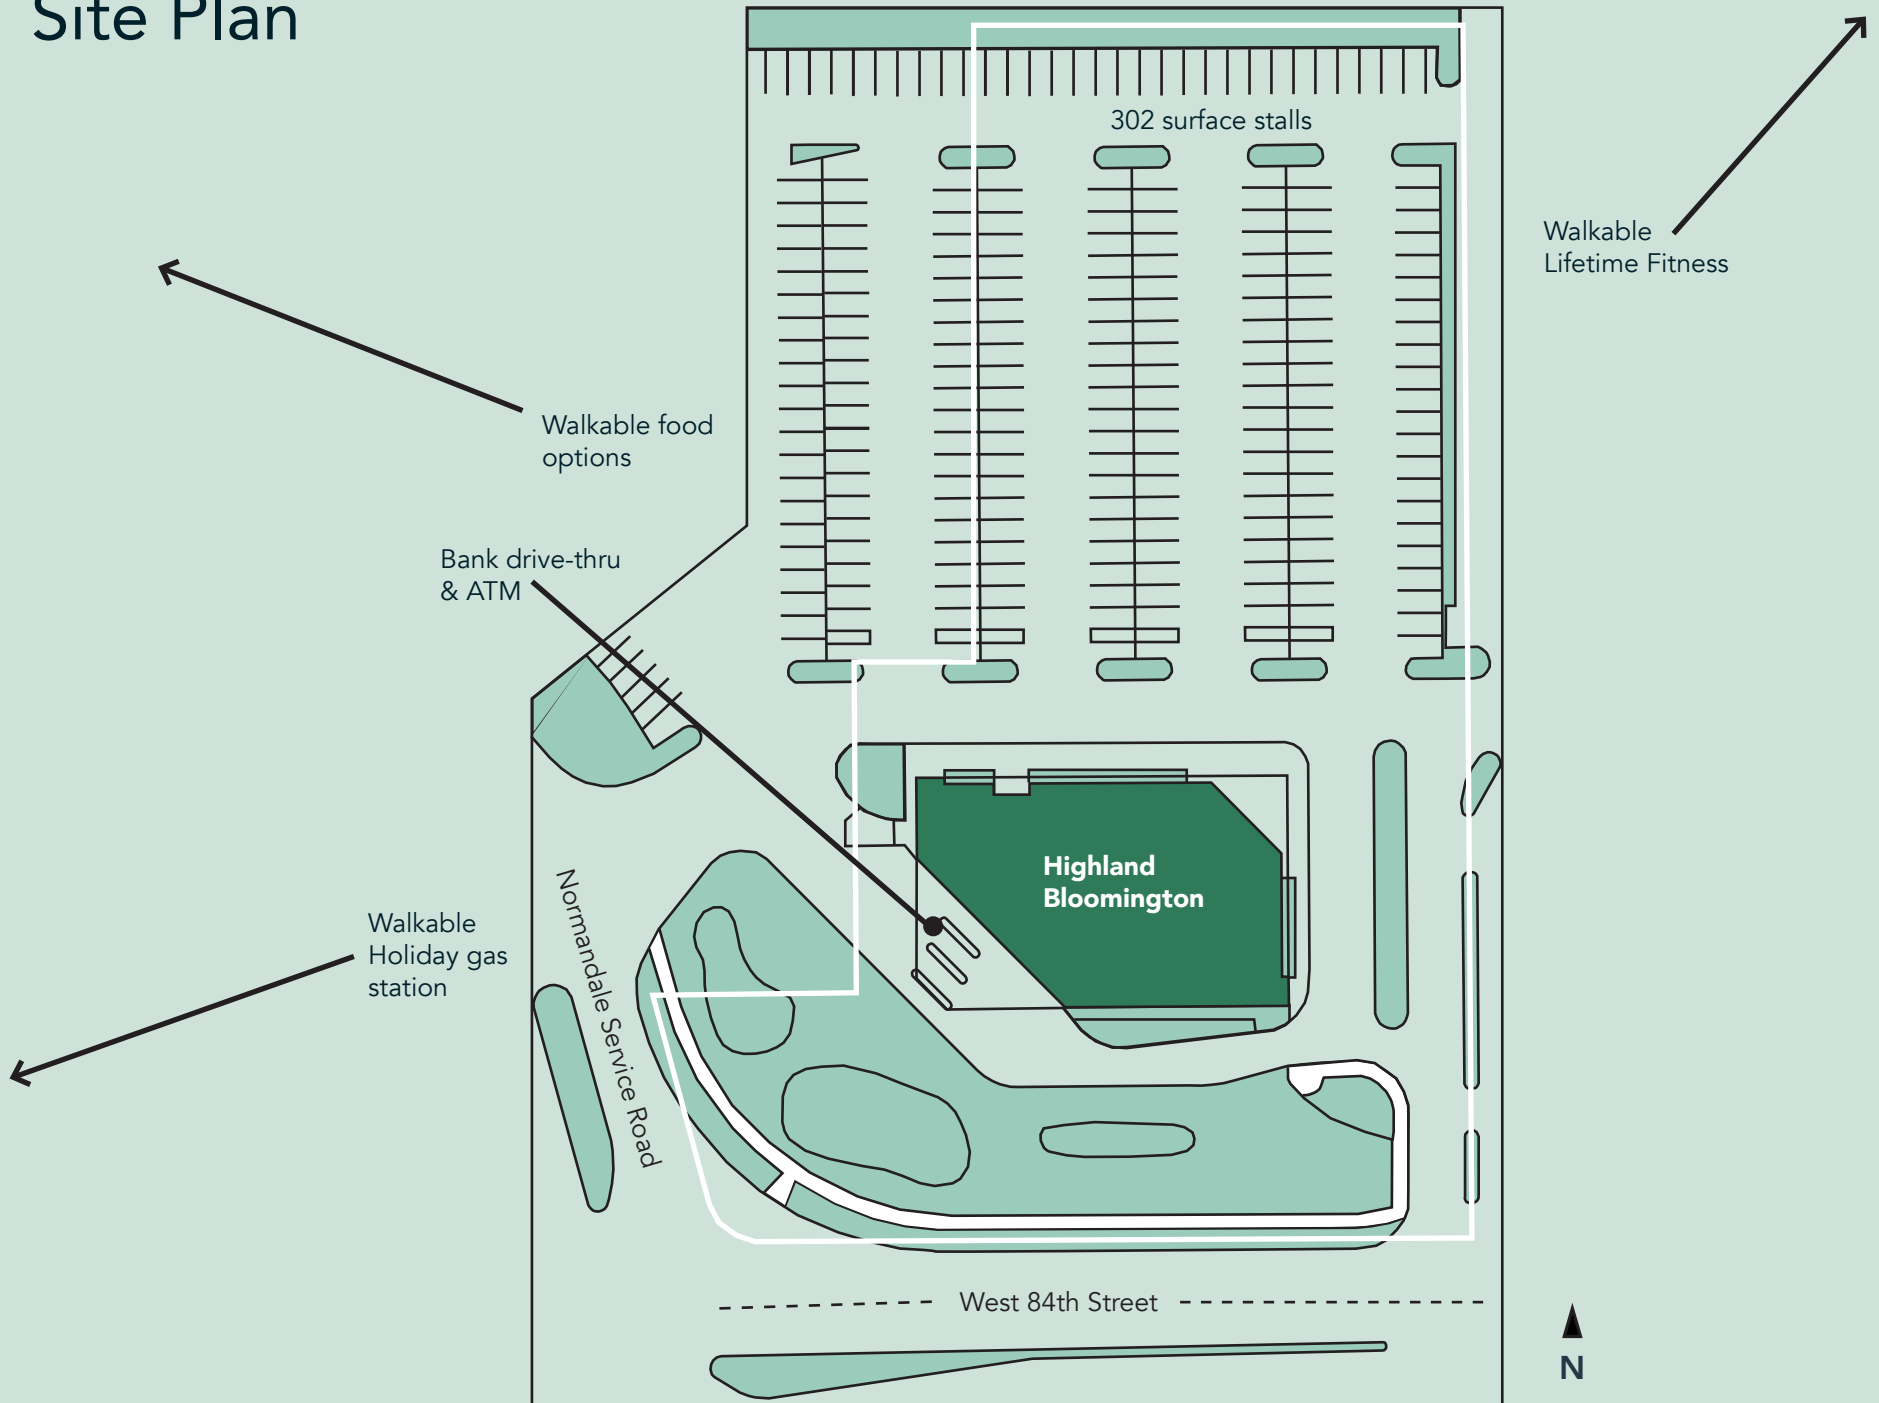 Site Plan
302 surface stalls
Walkable
Lifetime Fitness
Walkable food
options
Bank drive-thru
& ATM
Highland
Bloomington
Walkable
Holiday gas
station
Normandale Service Road
West 84th Street
N